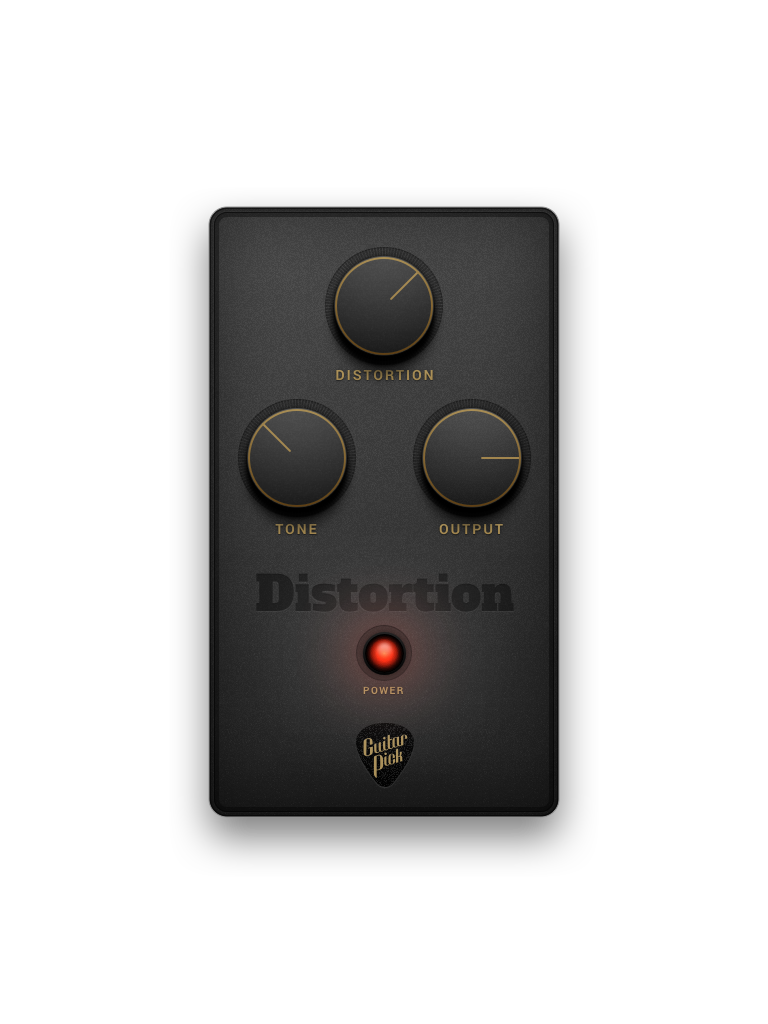 DISTORTION
TONE
OUTPUT
Distortion
POWER
Guitar
Pick